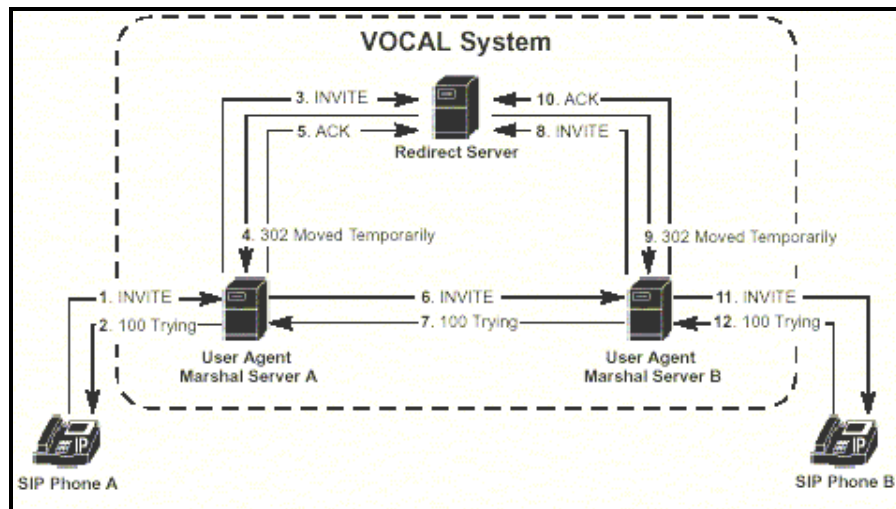 VOCAL System
3. INVITE
10. ACK
5. ACK
8. INVITE
Redirect Server
4. 302 Moved Temporarily
9. 302 Moved Temporarily
1. INVITE
6. INVITE
11. INVITE
2. 100 Trying
7. 100 Trying
12. 100 Trying
User Agent
Marshal Server A
User Agent
Marshal Server B
IP
SIP Phone A
IP
SIP Phone B